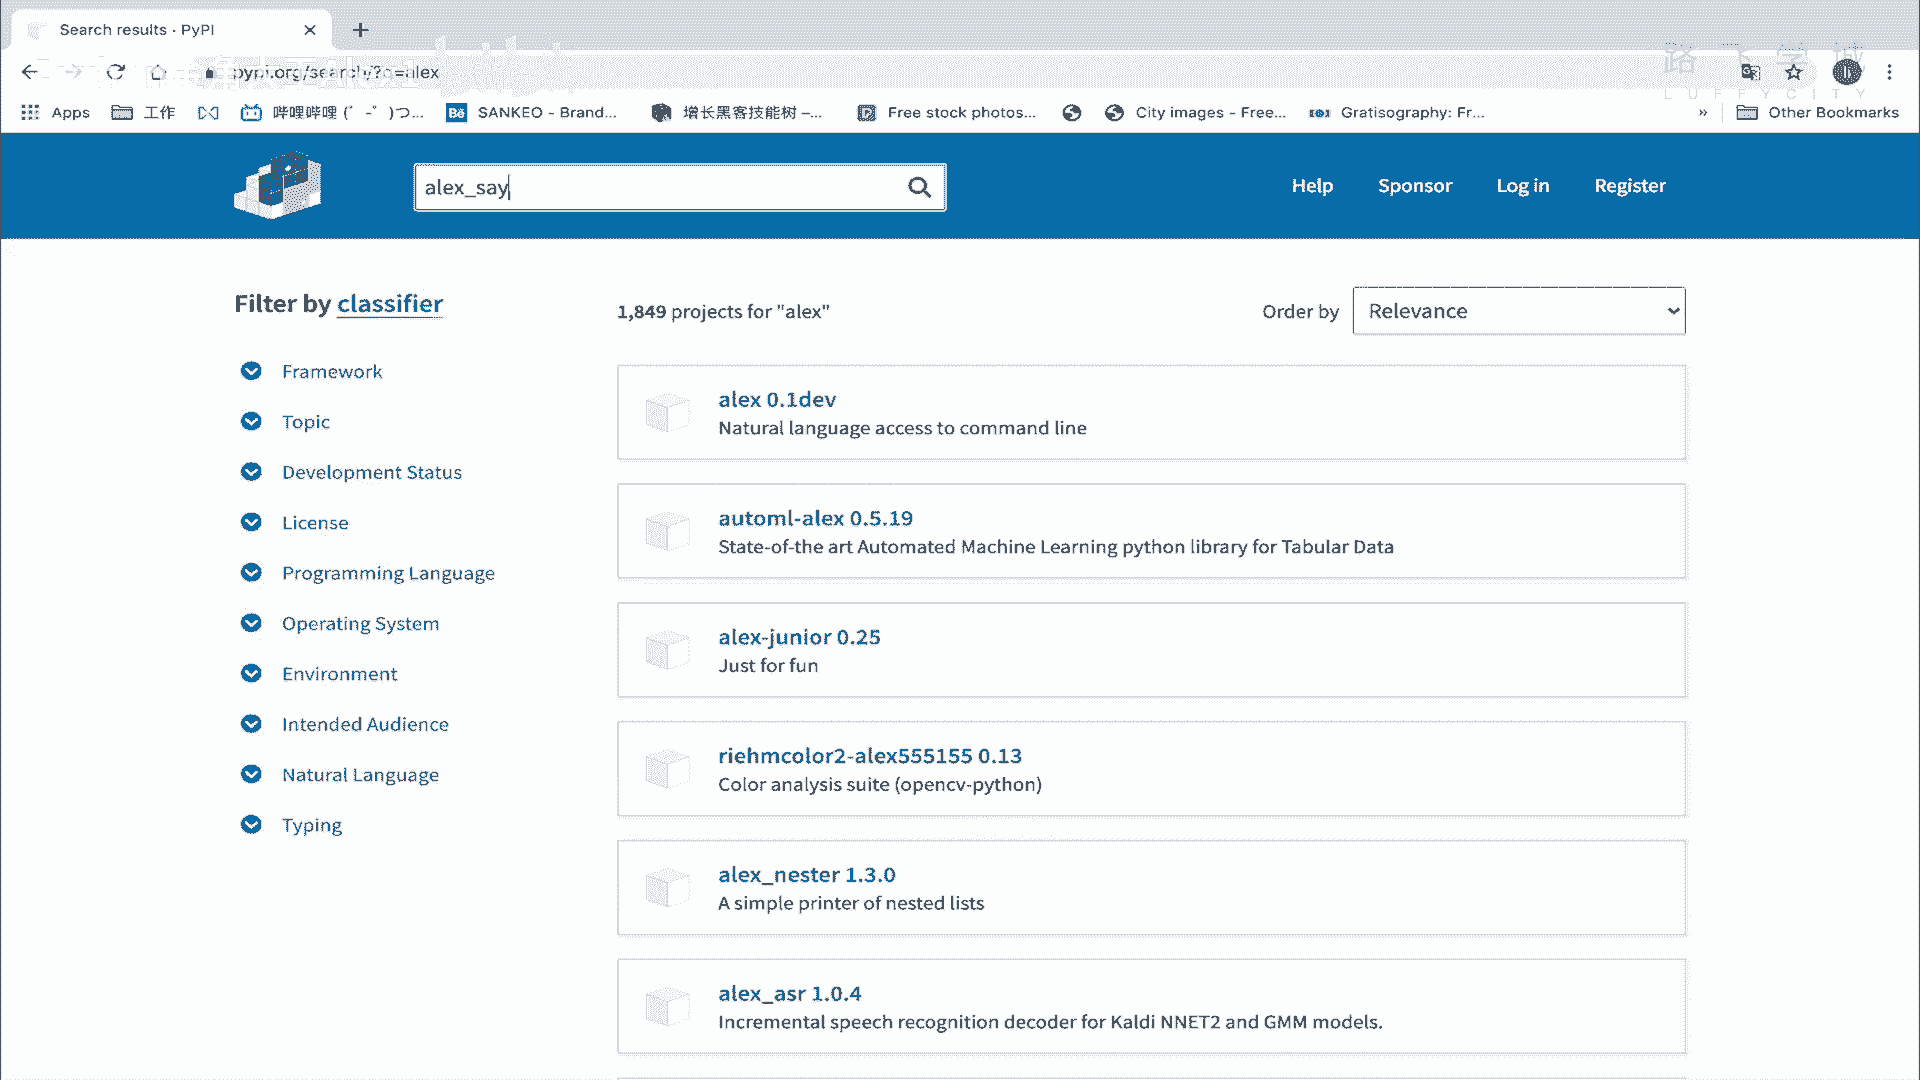 Search results · PyPI
pypi.org/search/?q=alex
Apps 工作 哔哩哔哩 (゜-゜)つ... SANKEO - Brand... 增长黑客技能树 –... Free stock photos... City images - Free... Gratisography: Fr... » Other Bookmarks
LUFFYCITY
alex_say
Help Sponsor Log in Register
Filter by classifier
Framework
Topic
Development Status
License
Programming Language
Operating System
Environment
Intended Audience
Natural Language
Typing
1,849 projects for "alex"
Order by Relevance
alex 0.1dev
Natural language access to command line
automl-alex 0.5.19
State-of-the art Automated Machine Learning python library for Tabular Data
alex-junior 0.25
Just for fun
riehmcolor2-alex555155 0.13
Color analysis suite (opencv-python)
alex_nester 1.3.0
A simple printer of nested lists
alex_asr 1.0.4
Incremental speech recognition decoder for Kaldi NNET2 and GMM models.